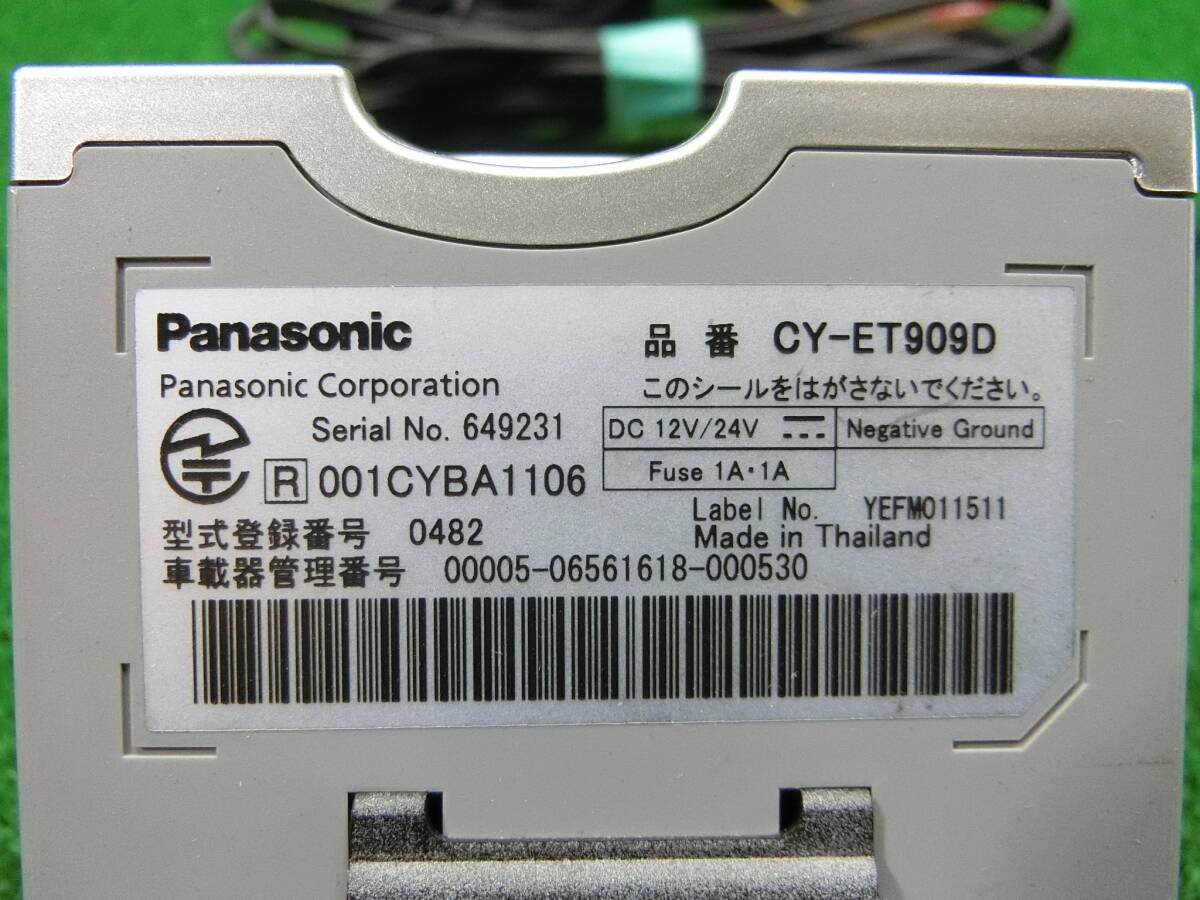 Panasonic
品番 CY-ET909D
Panasonic Corporation
このシールをはがさないでください。
Serial No. 649231
DC 12V/24V
Negative Ground
Fuse 1A・1A
R 001CYBA1106
Label No. YEFM011511
型式登録番号 0482
Made in Thailand
車載器管理番号 00005-06561618-000530